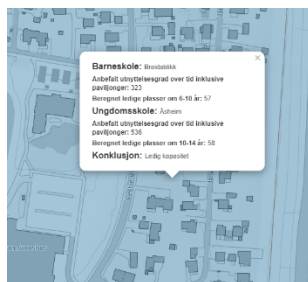 ×
Barneskole: Breidablikk
Anbefalt utnyttelsesgrad over tid inklusive
paviljonger: 323
Beregnet ledige plasser om 6-10 år: 57
Ungdomsskole: Åsheim
Anbefalt utnyttelsesgrad over tid inklusive
paviljonger: 536
Beregnet ledige plasser om 10-14 år: 58
Konklusjon: Ledig kapasitet